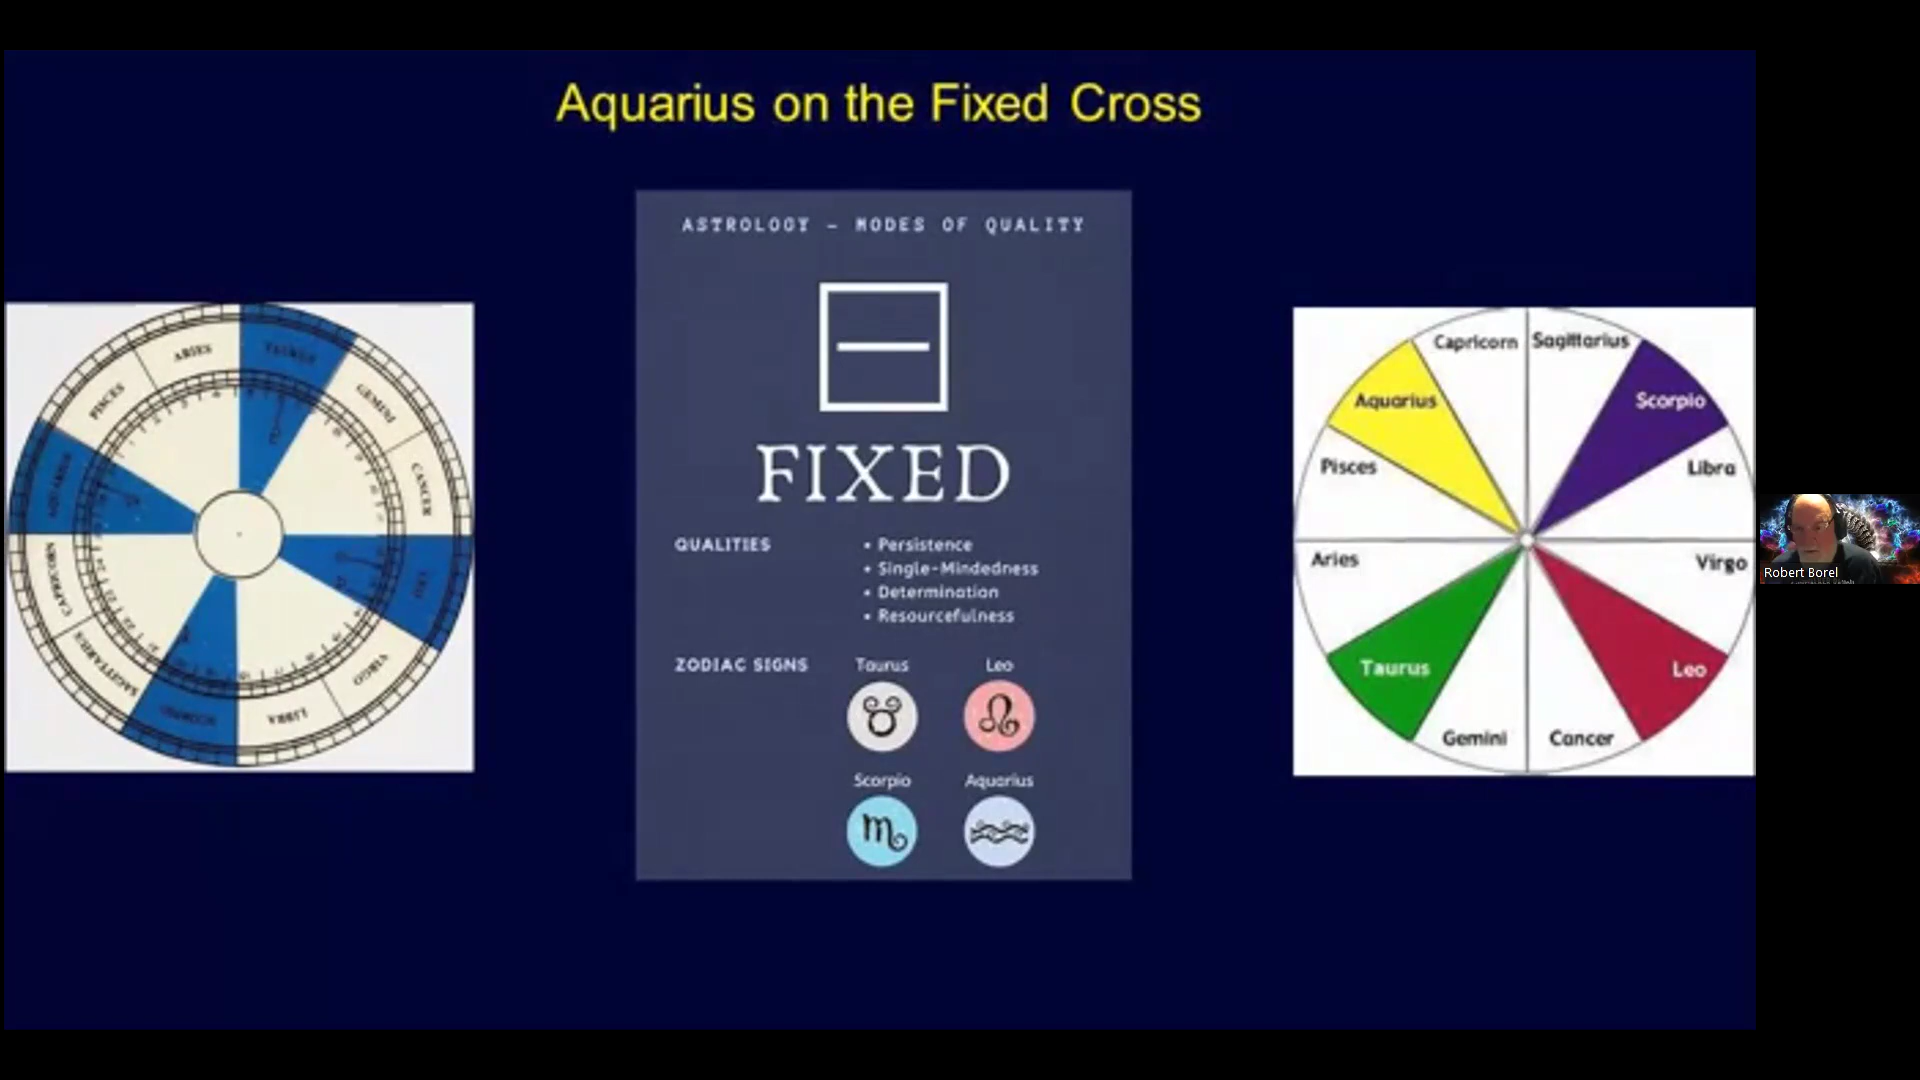 Aquarius on the Fixed Cross
ASTROLOGY – MODES OF QUALITY
FIXED
QUALITIES
• Persistence
• Single-Mindedness
• Determination
• Resourcefulness
ZODIAC SIGNS
Taurus Leo
Scorpio Aquarius
ARIES
TAURUS
GEMINI
CANCER
LEO
VIRGO
LIBRA
SCORPIO
SAGITTARIUS
CAPRICORN
AQUARIUS
PISCES
Capricorn Sagittarius
Aquarius Scorpio
Pisces Libra
Aries Virgo
Taurus Leo
Gemini Cancer
Robert Borel